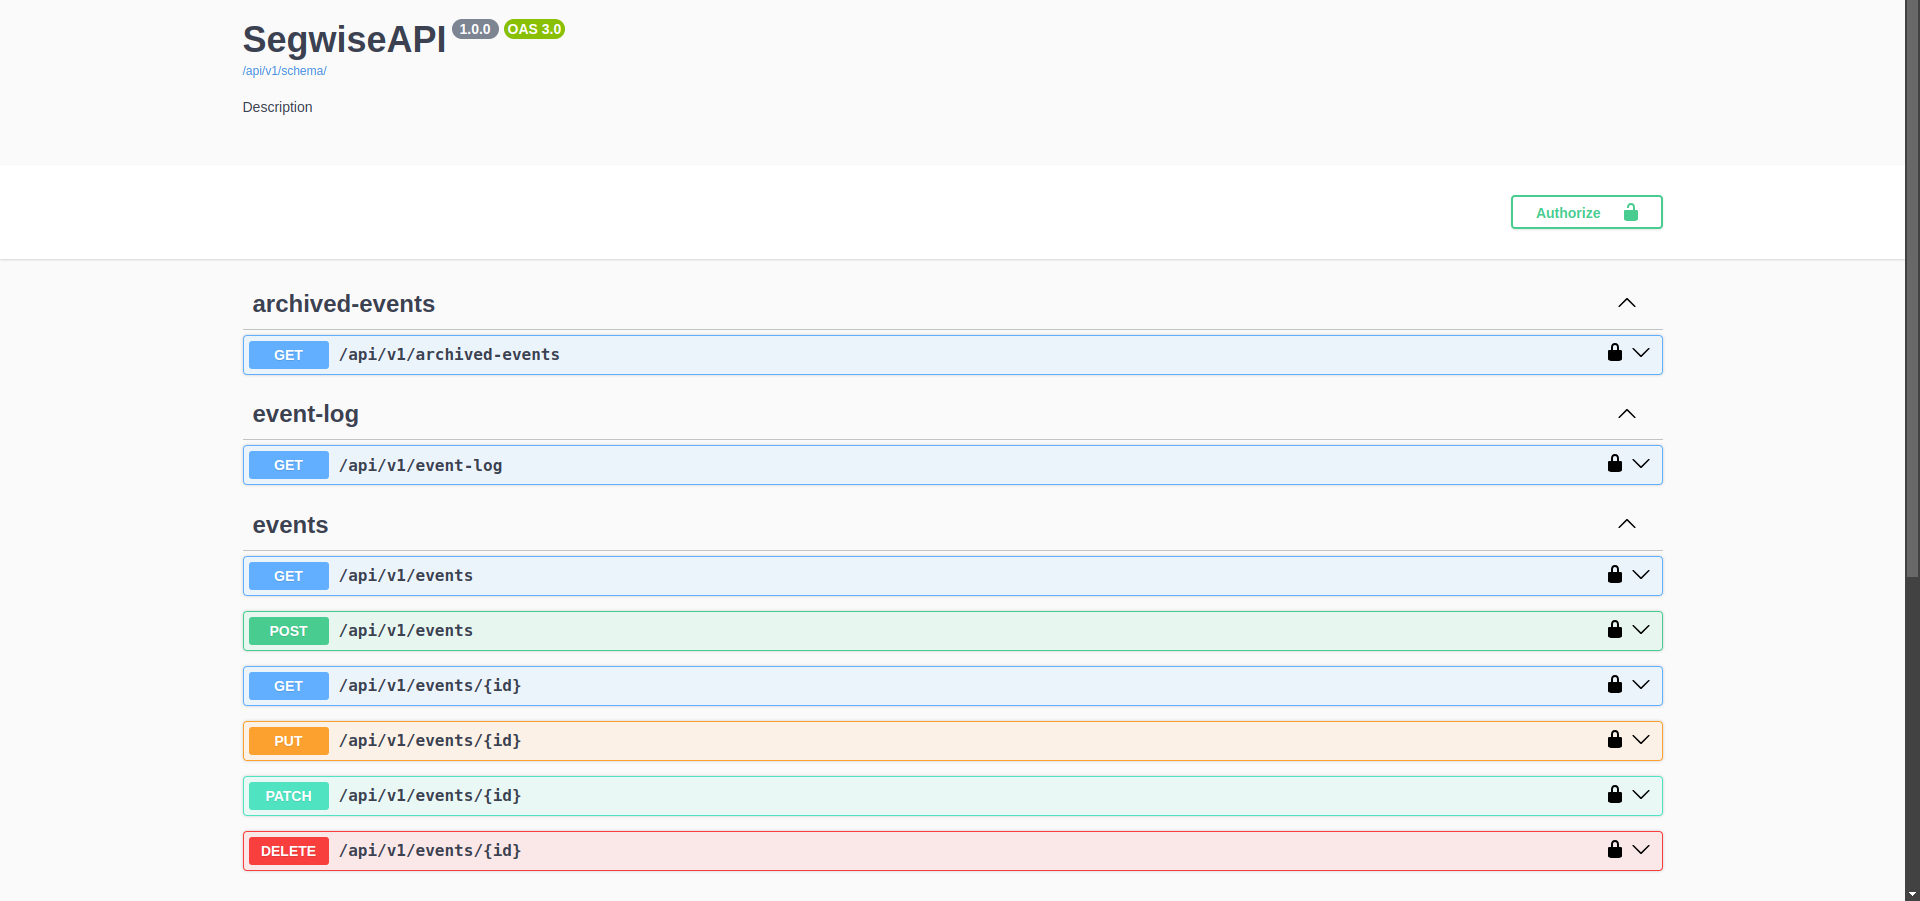 SegwiseAPI 1.0.0 OAS 3.0
/api/v1/schema/
Description
Authorize
archived-events
GET /api/v1/archived-events
event-log
GET /api/v1/event-log
events
GET /api/v1/events
POST /api/v1/events
GET /api/v1/events/{id}
PUT /api/v1/events/{id}
PATCH /api/v1/events/{id}
DELETE /api/v1/events/{id}